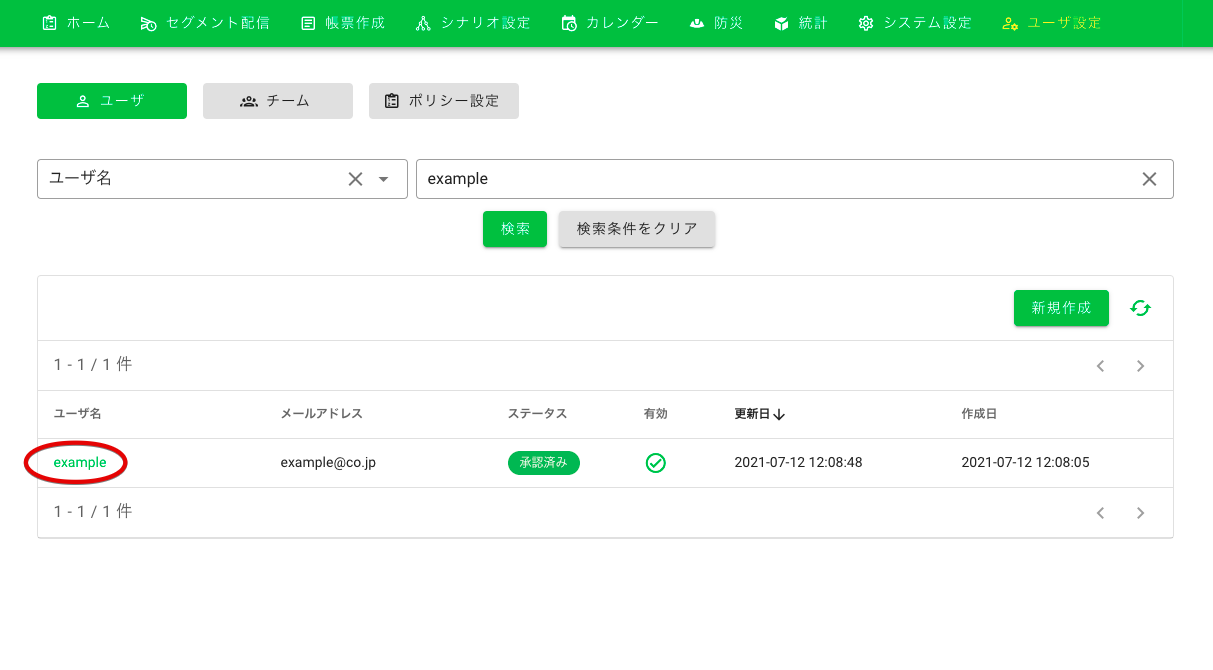 ホーム セグメント配信 帳票作成 シナリオ設定 カレンダー 防災 統計 システム設定 ユーザ設定
ユーザ チーム ポリシー設定
ユーザ名 example
検索 検索条件をクリア
新規作成
1 - 1 / 1 件
ユーザ名 メールアドレス ステータス 有効 更新日 作成日
example example@co.jp 承認済み 2021-07-12 12:08:48 2021-07-12 12:08:05
1 - 1 / 1 件